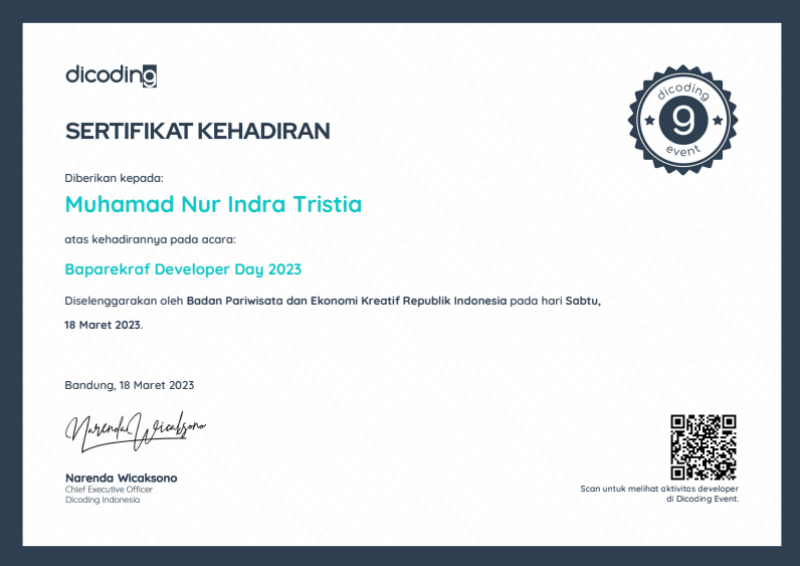 dicoding
SERTIFIKAT KEHADIRAN
dicoding
9
event
Diberikan kepada:
Muhamad Nur Indra Tristia
atas kehadirannya pada acara:
Baparekraf Developer Day 2023
Diselenggarakan oleh Badan Pariwisata dan Ekonomi Kreatif Republik Indonesia pada hari Sabtu,
18 Maret 2023.
Bandung, 18 Maret 2023
Narenda Wicaksono
Narenda Wicaksono
Chief Executive Officer
Dicoding Indonesia
Scan untuk melihat aktivitas developer
di Dicoding Event.